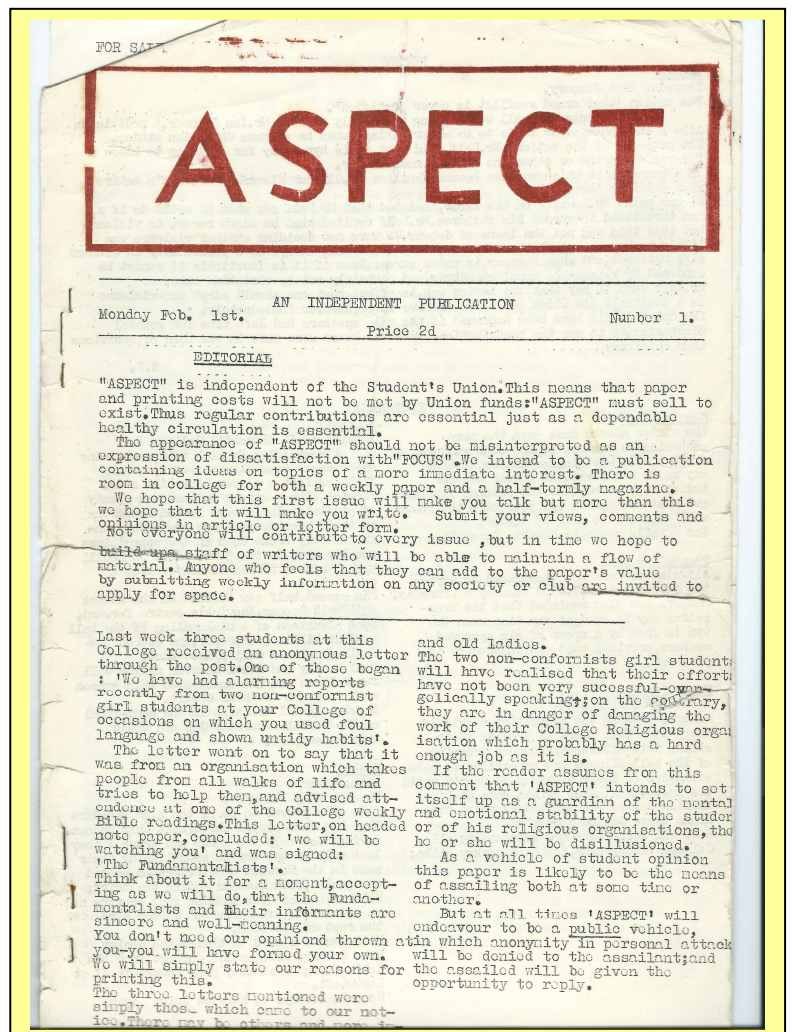 FOR SALE
ASPECT
AN INDEPENDENT PUBLICATION
Monday Feb. 1st.
Number 1.
Price 2d
EDITORIAL
"ASPECT" is independent of the Student's Union.This means that paper
and printing costs will not be met by Union funds:"ASPECT" must sell to
exist.Thus regular contributions are essential just as a dependable
healthy circulation is essential.
The appearance of "ASPECT" should not be misinterpreted as an
expression of dissatisfaction with"FOCUS".We intend to be a publication
containing ideas on topics of a more immediate interest. There is
room in college for both a weekly paper and a half-termly magazine.
We hope that this first issue will make you talk but more than this
we hope that it will make you write. Submit your views, comments and
opinions in article or letter form.
Not everyone will contributeto every issue ,but in time we hope to
build-upa staff of writers who will be able to maintain a flow of
material. Anyone who feels that they can add to the paper's value
by submitting weekly information on any society or club are invited to
apply for space.
Last week three students at this
College received an anonymous letter
through the post.One of these began
: 'We have had alarming reports
recently from two non-conformist
girl students at your College of
occasions on which you used foul
language and shown untidy habits'.
The letter went on to say that it
was from an organisation which takes
people from all walks of life and
tries to help them,and advised att-
endence at one of the College weekly
Bible readings.This letter,on headed
note paper,concluded: 'we will be
watching you' and was signed:
'The Fundamentalists'.
Think about it for a moment,accept-
ing as we will do,that the Funda-
mentalists and their informants are
sincere and well-meaning.
You don't need our opiniond thrown at
you-you will have formed your own.
We will simply state our reasons for
printing this.
The three letters mentioned were
simply those which came to our not-
ice.There may be others and more in-
and old ladies.
The two non-conformists girl students
will have realised that their efforts
have not been very sucessful-evan-
gelically speaking;on the contrary,
they are in danger of damaging the
work of their College Religious organ
isation which probably has a hard
enough job as it is.
If the reader assumes from this
comment that 'ASPECT' intends to set
itself up as a guardian of the mental
and emotional stability of the studen
or of his religious organisations,the
he or she will be disillusioned.
As a vehicle of student opinion
this paper is likely to be the means
of assailing both at some time or
another.
But at all times 'ASPECT' will
endeavour to be a public vehicle,
in which anonymity in personal attack
will be denied to the assailant;and
the assailed will be given the
opportunity to reply.